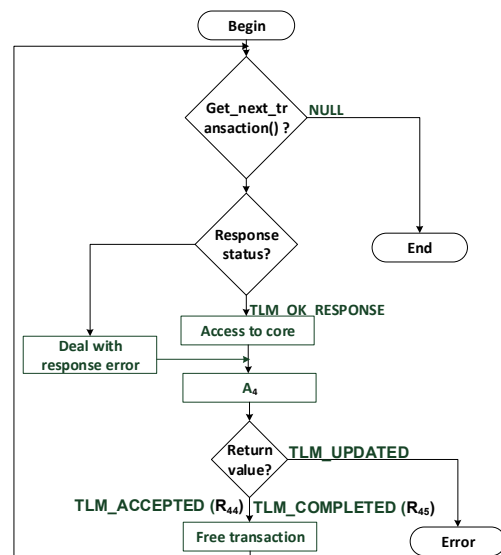 Begin
Get_next_tr
ansaction() ?
NULL
Response
status?
End
TLM_OK_RESPONSE
Access to core
Deal with
response error
A₄
Return
value?
TLM_UPDATED
TLM_ACCEPTED (R₄₄)
TLM_COMPLETED (R₄₅)
Free transaction
Error